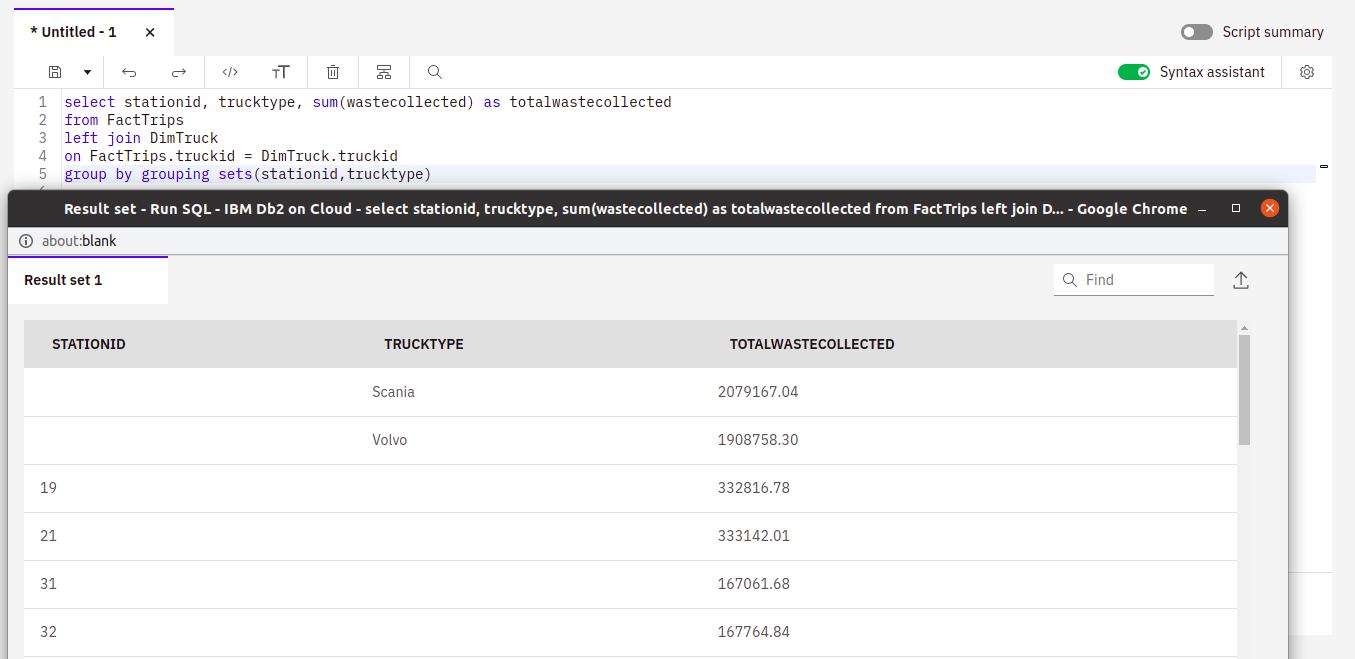 * Untitled - 1
Script summary
Syntax assistant
1 select stationid, trucktype, sum(wastecollected) as totalwastecollected
2 from FactTrips
3 left join DimTruck
4 on FactTrips.truckid = DimTruck.truckid
5 group by grouping sets(stationid,trucktype)
Result set - Run SQL - IBM Db2 on Cloud - select stationid, trucktype, sum(wastecollected) as totalwastecollected from FactTrips left join D... - Google Chrome
about:blank
Result set 1
Find
STATIONID TRUCKTYPE TOTALWASTECOLLECTED
Scania 2079167.04
Volvo 1908758.30
19 332816.78
21 333142.01
31 167061.68
32 167764.84